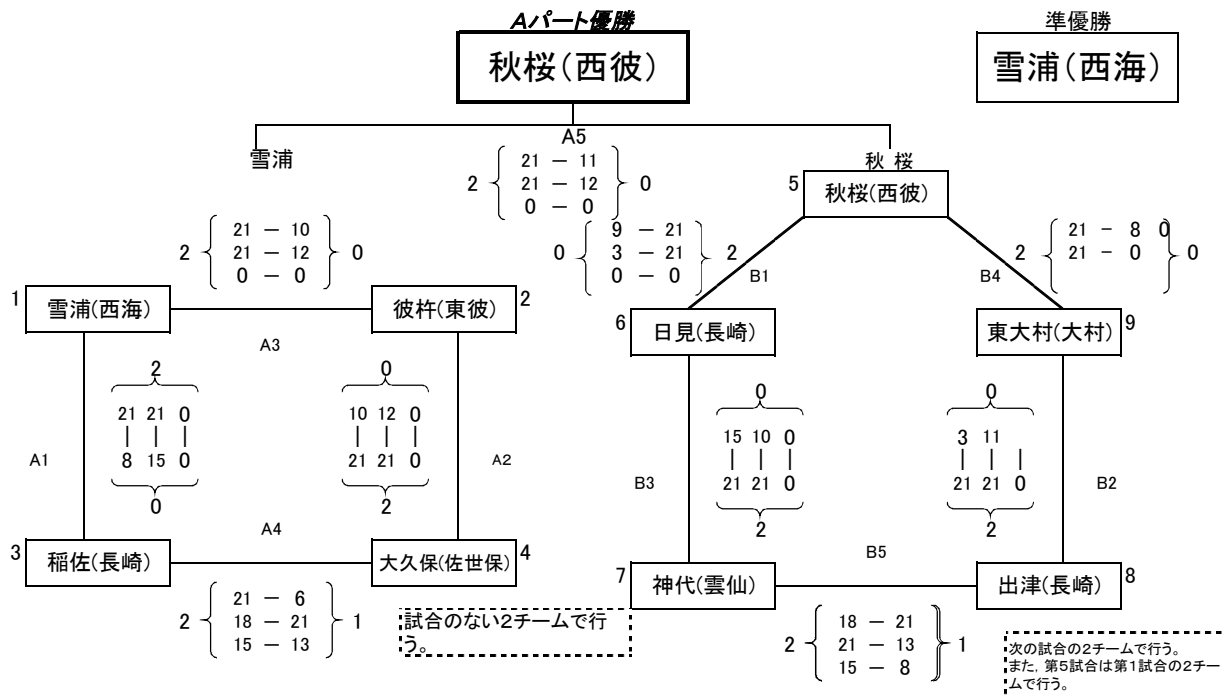 Aパート優勝
秋桜(西彼)
準優勝
雪浦(西海)
雪浦
A5
2 21 － 11 0
21 － 12
0 － 0
秋 桜
5 秋桜(西彼)
2 21 － 10 0
21 － 12
0 － 0
0 9 － 21 2
3 － 21
0 － 0
B1
B4
2 21 － 8 0 0
21 － 0
1 雪浦(西海)
彼杵(東彼) 2
A3
6 日見(長崎)
東大村(大村) 9
A1
2
21 21 0
| | |
8 15 0
0
0
10 12 0
| | |
21 21 0
2
A2
B3
0
15 10 0
| | |
21 21 0
2
0
3 11
| | |
21 21 0
2
B2
A4
B5
3 稲佐(長崎)
大久保(佐世保) 4
7 神代(雲仙)
出津(長崎) 8
2 21 － 6 1
18 － 21
15 － 13
試合のない2チームで行
う。
2 18 － 21 1
21 － 13
15 － 8
次の試合の2チームで行う。
また，第5試合は第1試合の2チー
ムで行う。